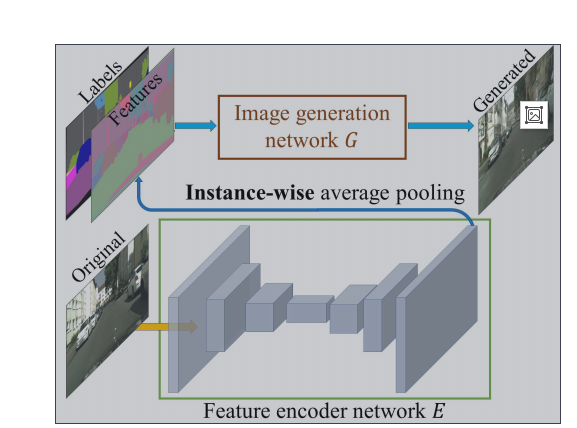 Labels
Features
Generated
Image generation
network G
Instance-wise average pooling
Original
Feature encoder network E